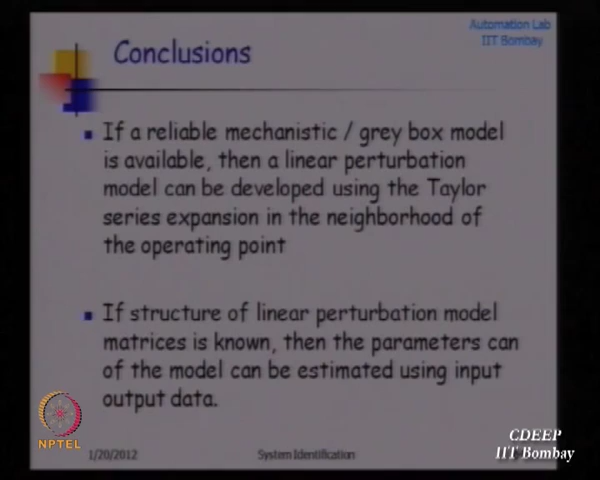 Automation Lab
IIT Bombay
Conclusions
If a reliable mechanistic / grey box model
is available, then a linear perturbation
model can be developed using the Taylor
series expansion in the neighborhood of
the operating point
If structure of linear perturbation model
matrices is known, then the parameters can
of the model can be estimated using input
output data.
NPTEL
1/20/2012
System Identification
CDEEP
IIT Bombay